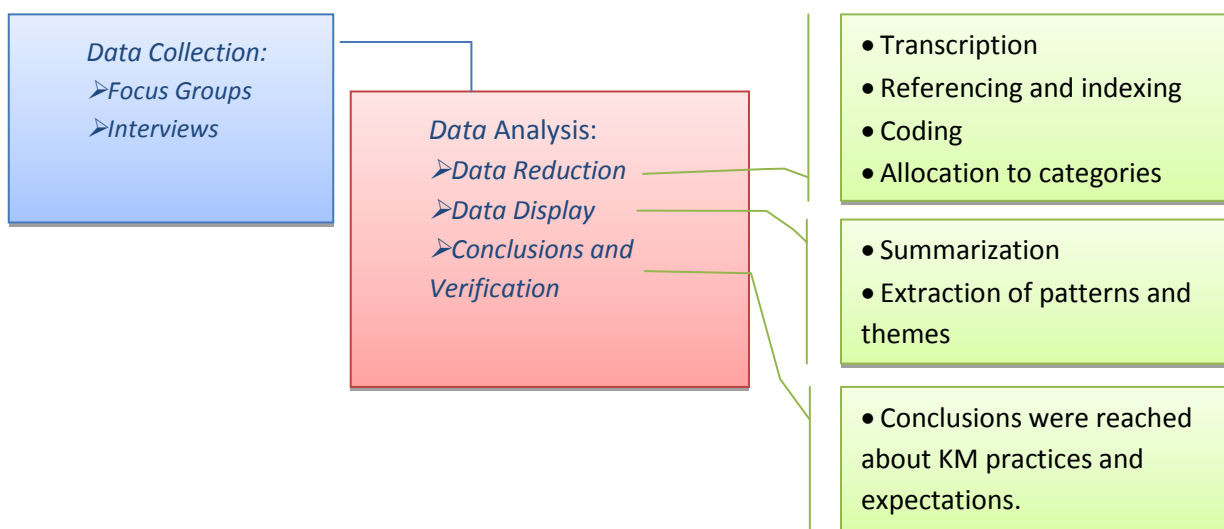 Data Collection:
➢Focus Groups
➢Interviews
Data Analysis:
➢Data Reduction
➢Data Display
➢Conclusions and
Verification
• Transcription
• Referencing and indexing
• Coding
• Allocation to categories
• Summarization
• Extraction of patterns and
themes
• Conclusions were reached
about KM practices and
expectations.